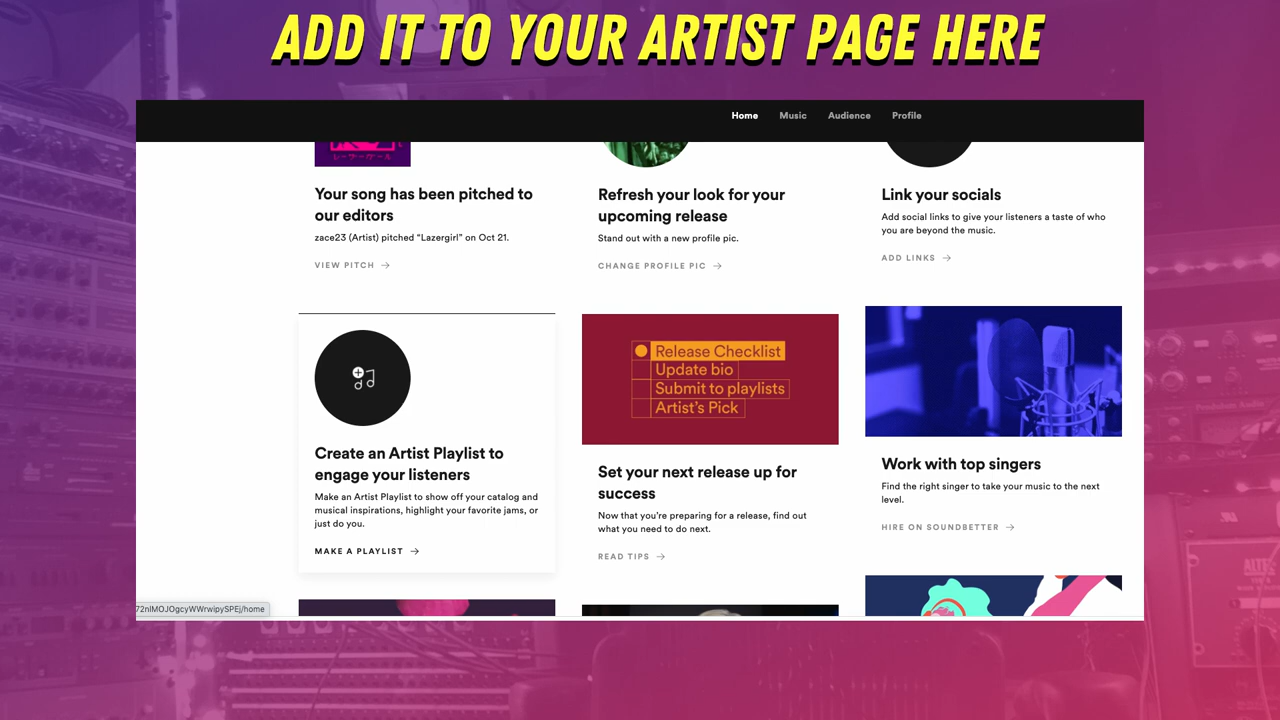 ADD IT TO YOUR ARTIST PAGE HERE
Home Music Audience Profile
レーザーガール
Your song has been pitched to
our editors
zace23 (Artist) pitched “Lazergirl” on Oct 21.
VIEW PITCH →
Refresh your look for your
upcoming release
Stand out with a new profile pic.
CHANGE PROFILE PIC →
Link your socials
Add social links to give your listeners a taste of who
you are beyond the music.
ADD LINKS →
Create an Artist Playlist to
engage your listeners
Make an Artist Playlist to show off your catalog and
musical inspirations, highlight your favorite jams, or
just do you.
MAKE A PLAYLIST →
Release Checklist
Update bio
Submit to playlists
Artist’s Pick
Set your next release up for
success
Now that you’re preparing for a release, find out
what you need to do next.
READ TIPS →
Work with top singers
Find the right singer to take your music to the next
level.
HIRE ON SOUNDBETTER →
72nIMOJOgcyWWrwipySPEj/home